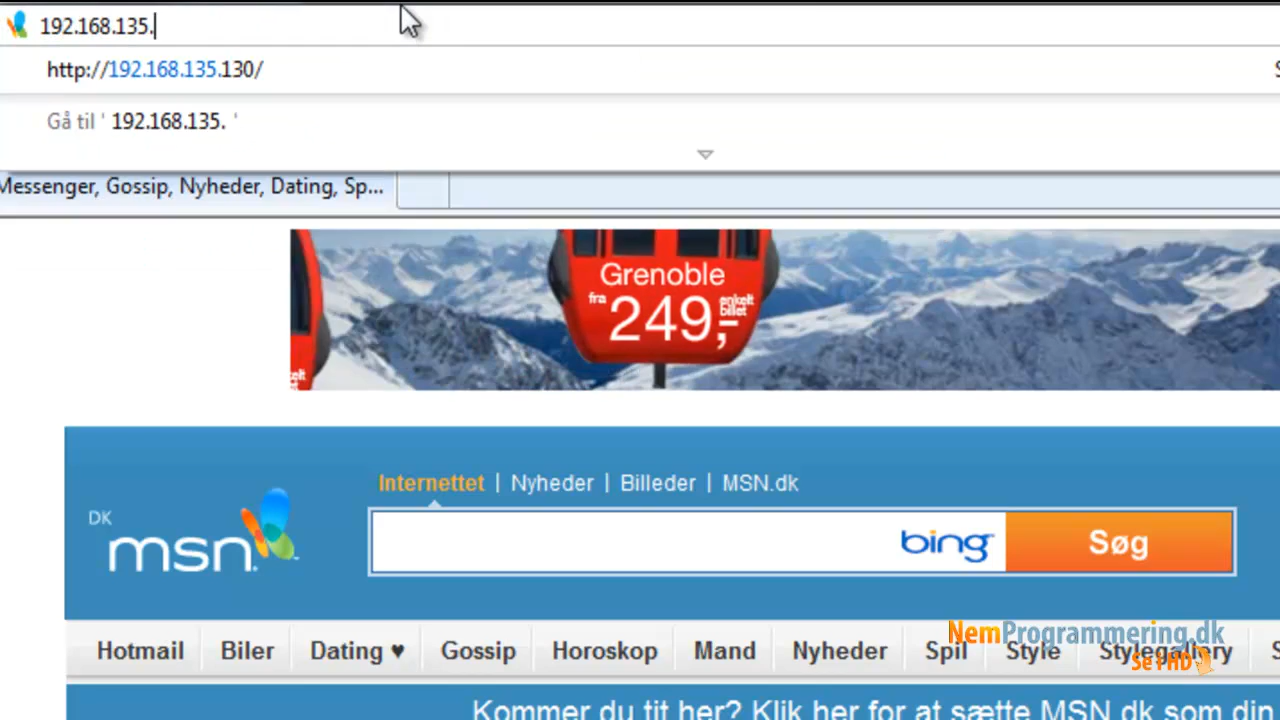 192.168.135.
http://192.168.135.130/
Gå til ' 192.168.135. '
Messenger, Gossip, Nyheder, Dating, Sp...
Grenoble
fra 249,- enkelt billet
Internettet | Nyheder | Billeder | MSN.dk
DK
msn
bing
Søg
Hotmail Biler Dating ♥ Gossip Horoskop Mand Nyheder Spil Style Stylegallery
NemProgrammering.dk
Se i HD
Kommer du tit her? Klik her for at sætte MSN.dk som din